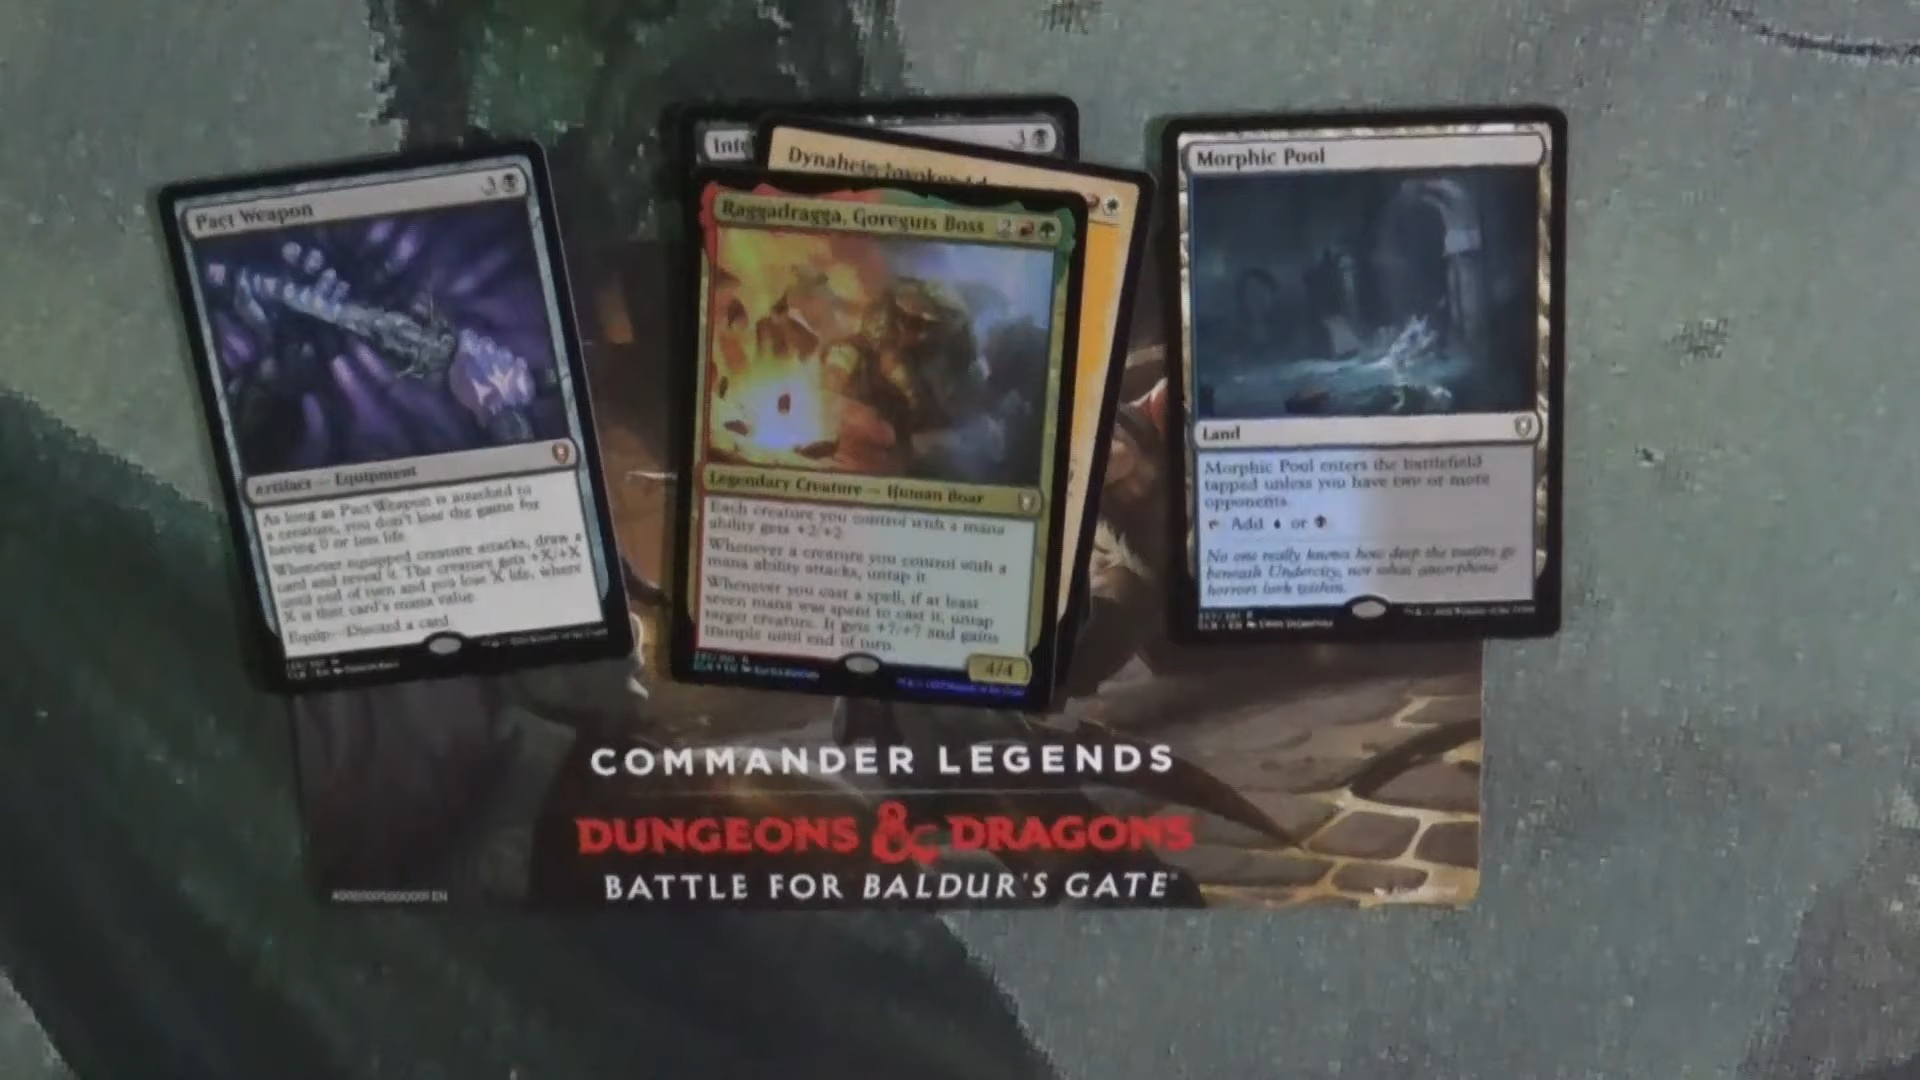 Pact Weapon 3
Artifact — Equipment
As long as Pact Weapon is attached to
a creature, you don't lose the game for
having 0 or less life.
Whenever equipped creature attacks, draw a
card and reveal it. The creature gets +X/+X
until end of turn and you lose X life, where
X is that card's mana value.
Equip—Discard a card.
3
Dynaheir, Invoker
Raggadragga, Goreguts Boss 2
Legendary Creature — Human Boar
Each creature you control with a mana
ability gets +2/+2.
Whenever a creature you control with a
mana ability attacks, untap it.
Whenever you cast a spell, if at least
seven mana was spent to cast it, untap
target creature. It gets +7/+7 and gains
trample until end of turn.
4/4
Morphic Pool
Land
Morphic Pool enters the battlefield
tapped unless you have two or more
opponents.
Add or
No one really knows how deep the waters go
beneath Undercity, nor what amorphous
horrors lurk within.
COMMANDER LEGENDS
DUNGEONS & DRAGONS
BATTLE FOR BALDUR'S GATE